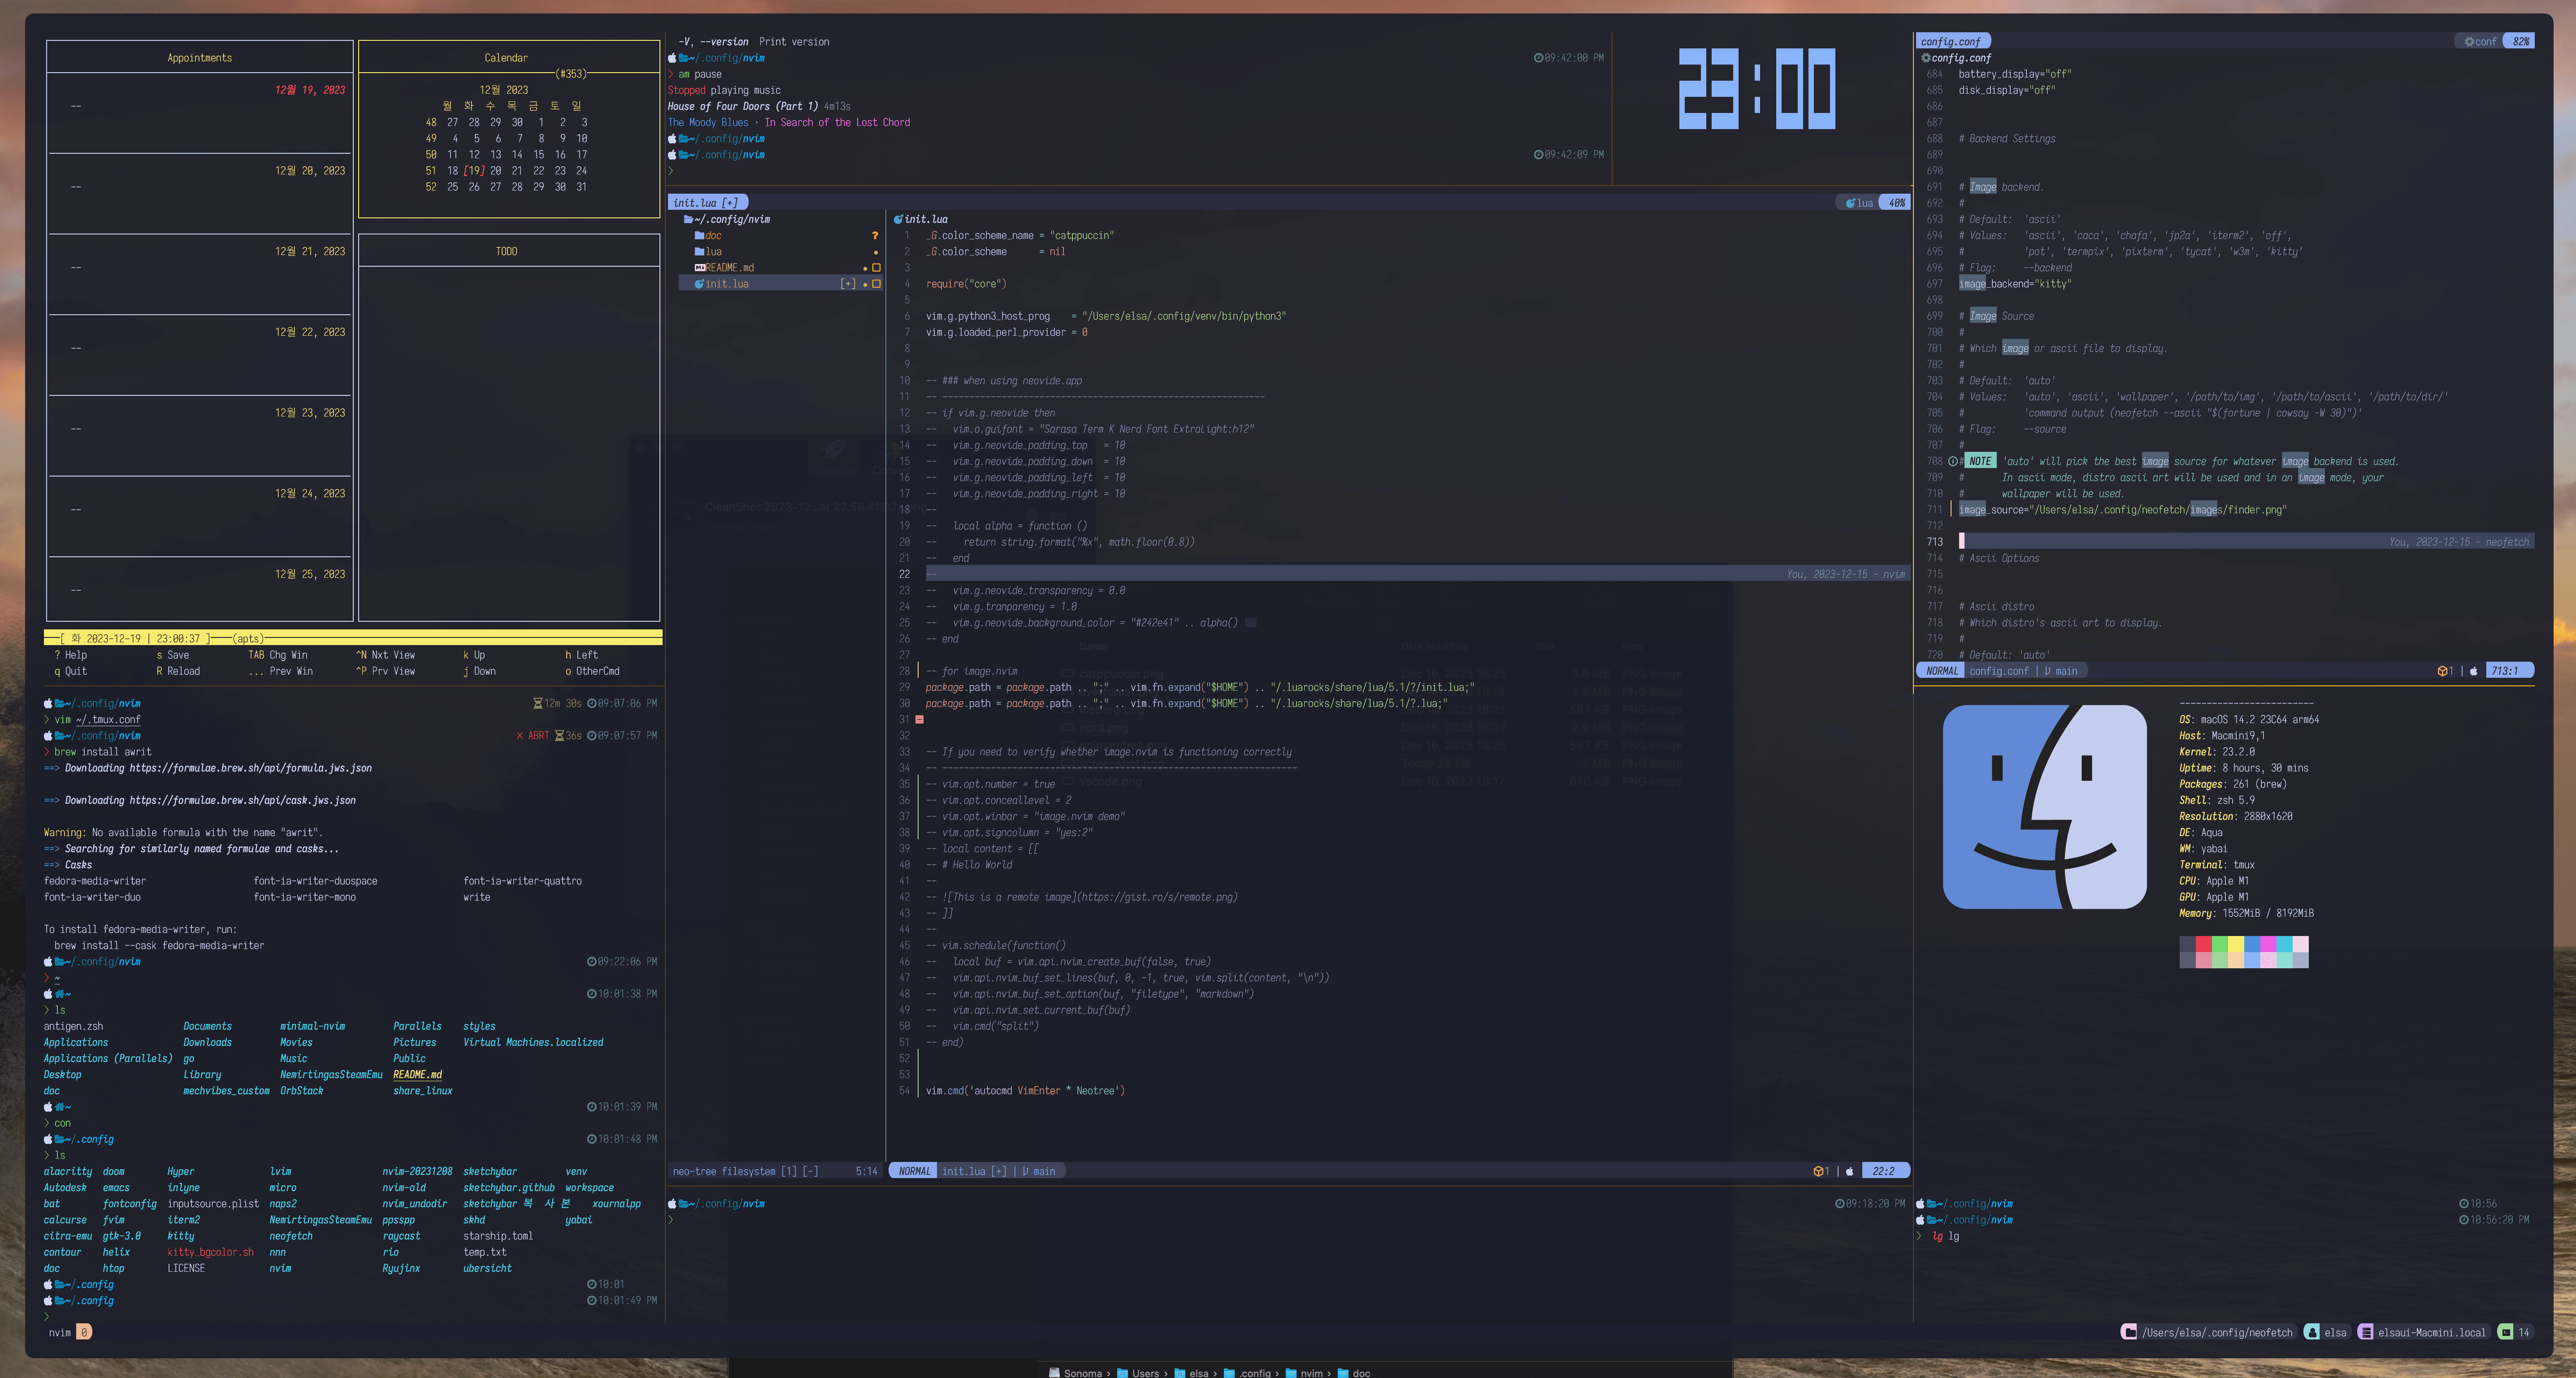 Appointments
12월 19, 2023
--
12월 20, 2023
--
12월 21, 2023
--
12월 22, 2023
--
12월 23, 2023
--
12월 24, 2023
--
12월 25, 2023
--
Calendar
(#353)
12월 2023
월 화 수 목 금 토 일
48 27 28 29 30 1 2 3
49 4 5 6 7 8 9 10
50 11 12 13 14 15 16 17
51 18 [19] 20 21 22 23 24
52 25 26 27 28 29 30 31
TODO
[ 화 2023-12-19 | 23:00:37 ] (apts)
? Help s Save TAB Chg Win ^N Nxt View k Up h Left
q Quit R Reload ... Prev Win ^P Prv View j Down o OtherCmd
~/.config/nvim 12m 30s 09:07:06 PM
> vim ~/.tmux.conf
~/.config/nvim × ABRT 36s 09:07:57 PM
> brew install awrit
==> Downloading https://formulae.brew.sh/api/formula.jws.json
==> Downloading https://formulae.brew.sh/api/cask.jws.json
Warning: No available formula with the name "awrit".
==> Searching for similarly named formulae and casks...
==> Casks
fedora-media-writer font-ia-writer-duospace font-ia-writer-quattro
font-ia-writer-duo font-ia-writer-mono write
To install fedora-media-writer, run:
brew install --cask fedora-media-writer
~/.config/nvim 09:22:06 PM
> ~
~ 10:01:38 PM
> ls
antigen.zsh Documents minimal-nvim Parallels styles
Applications Downloads Movies Pictures Virtual Machines.localized
Applications (Parallels) go Music Public
Desktop Library NemirtingasSteamEmu README.md
doc mechvibes_custom OrbStack share_linux
~ 10:01:39 PM
> con
~/.config 10:01:48 PM
> ls
alacritty doom Hyper lvim nvim-20231208 sketchybar venv
Autodesk emacs inlyne micro nvim-old sketchybar.github workspace
bat fontconfig inputsource.plist naps2 nvim_undodir sketchybar 복 사 본 xournalpp
calcurse fvim iterm2 NemirtingasSteamEmu ppsspp skhd yabai
citra-emu gtk-3.0 kitty neofetch raycast starship.toml
contour helix kitty_bgcolor.sh nnn rio temp.txt
doc htop LICENSE nvim Ryujinx ubersicht
~/.config 10:01
~/.config 10:01:49 PM
>
nvim 0
-V, --version Print version
~/.config/nvim 09:42:00 PM
> am pause
Stopped playing music
House of Four Doors (Part 1) 4m13s
The Moody Blues · In Search of the Lost Chord
~/.config/nvim
~/.config/nvim 09:42:09 PM
>
23:00
init.lua [+] lua 40%
~/.config/nvim
doc ?
lua
README.md
init.lua [+]
init.lua
1 _G.color_scheme_name = "catppuccin"
2 _G.color_scheme = nil
3
4 require("core")
5
6 vim.g.python3_host_prog = "/Users/elsa/.config/venv/bin/python3"
7 vim.g.loaded_perl_provider = 0
8
9
10 -- ### when using neovide.app
11 -- ------------------------------------------------------------
12 -- if vim.g.neovide then
13 -- vim.o.guifont = "Sarasa Term K Nerd Font ExtraLight:h12"
14 -- vim.g.neovide_padding_top = 10
15 -- vim.g.neovide_padding_down = 10
16 -- vim.g.neovide_padding_left = 10
17 -- vim.g.neovide_padding_right = 10
18 --
19 -- local alpha = function ()
20 -- return string.format("%x", math.floor(0.8))
21 -- end
22 -- You, 2023-12-15 - nvim
23 -- vim.g.neovide_transparency = 0.0
24 -- vim.g.tranparency = 1.0
25 -- vim.g.neovide_background_color = "#242e41" .. alpha()
26 -- end
27
28 -- for image.nvim
29 package.path = package.path .. ";" .. vim.fn.expand("$HOME") .. "/.luarocks/share/lua/5.1/?/init.lua;"
30 package.path = package.path .. ";" .. vim.fn.expand("$HOME") .. "/.luarocks/share/lua/5.1/?.lua;"
31
32
33 -- If you need to verify whether image.nvim is functioning correctly
34 -- ------------------------------------------------------------------
35 -- vim.opt.number = true
36 -- vim.opt.conceallevel = 2
37 -- vim.opt.winbar = "image.nvim demo"
38 -- vim.opt.signcolumn = "yes:2"
39 -- local content = [[
40 -- # Hello World
41 --
42 -- ![This is a remote image](https://gist.ro/s/remote.png)
43 -- ]]
44 --
45 -- vim.schedule(function()
46 -- local buf = vim.api.nvim_create_buf(false, true)
47 -- vim.api.nvim_buf_set_lines(buf, 0, -1, true, vim.split(content, "\n"))
48 -- vim.api.nvim_buf_set_option(buf, "filetype", "markdown")
49 -- vim.api.nvim_set_current_buf(buf)
50 -- vim.cmd("split")
51 -- end)
52
53
54 vim.cmd('autocmd VimEnter * Neotree')
neo-tree filesystem [1] [-] 5:14
NORMAL init.lua [+] | main 1 | 22:2
~/.config/nvim 09:18:20 PM
>
config.conf conf 82%
config.conf
684 battery_display="off"
685 disk_display="off"
686
687
688 # Backend Settings
689
690
691 # Image backend.
692 #
693 # Default: 'ascii'
694 # Values: 'ascii', 'caca', 'chafa', 'jp2a', 'iterm2', 'off',
695 # 'pot', 'termpix', 'pixterm', 'tycat', 'w3m', 'kitty'
696 # Flag: --backend
697 image_backend="kitty"
698
699 # Image Source
700 #
701 # Which image or ascii file to display.
702 #
703 # Default: 'auto'
704 # Values: 'auto', 'ascii', 'wallpaper', '/path/to/img', '/path/to/ascii', '/path/to/dir/'
705 # 'command output (neofetch --ascii "$(fortune | cowsay -W 30)")'
706 # Flag: --source
707 #
708 # NOTE 'auto' will pick the best image source for whatever image backend is used.
709 # In ascii mode, distro ascii art will be used and in an image mode, your
710 # wallpaper will be used.
711 image_source="/Users/elsa/.config/neofetch/images/finder.png"
712
713 You, 2023-12-15 - neofetch
714 # Ascii Options
715
716
717 # Ascii distro
718 # Which distro's ascii art to display.
719 #
720 # Default: 'auto'
NORMAL config.conf | main 1 | 713:1
-------------------------
OS: macOS 14.2 23C64 arm64
Host: Macmini9,1
Kernel: 23.2.0
Uptime: 8 hours, 30 mins
Packages: 261 (brew)
Shell: zsh 5.9
Resolution: 2880x1620
DE: Aqua
WM: yabai
Terminal: tmux
CPU: Apple M1
GPU: Apple M1
Memory: 1552MiB / 8192MiB
~/.config/nvim 10:56
~/.config/nvim 10:56:20 PM
> lg lg
/Users/elsa/.config/neofetch elsa elsaui-Macmini.local 14
Sonoma › Users › elsa › .config › nvim › doc